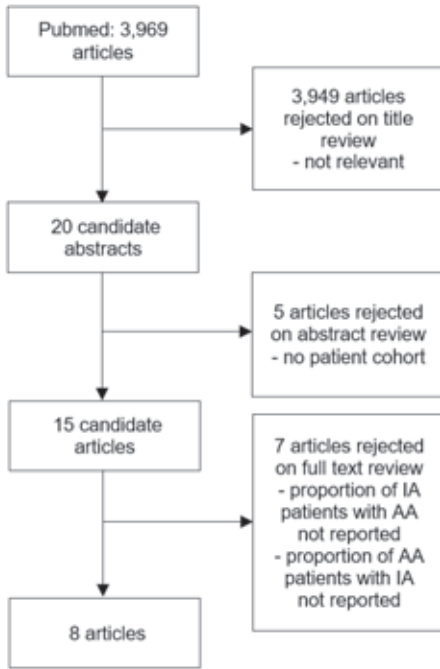 Pubmed: 3,969
articles
3,949 articles
rejected on title
review
- not relevant
20 candidate
abstracts
5 articles rejected
on abstract review
- no patient cohort
15 candidate
articles
7 articles rejected
on full text review
- proportion of IA
patients with AA
not reported
- proportion of AA
patients with IA
not reported
8 articles